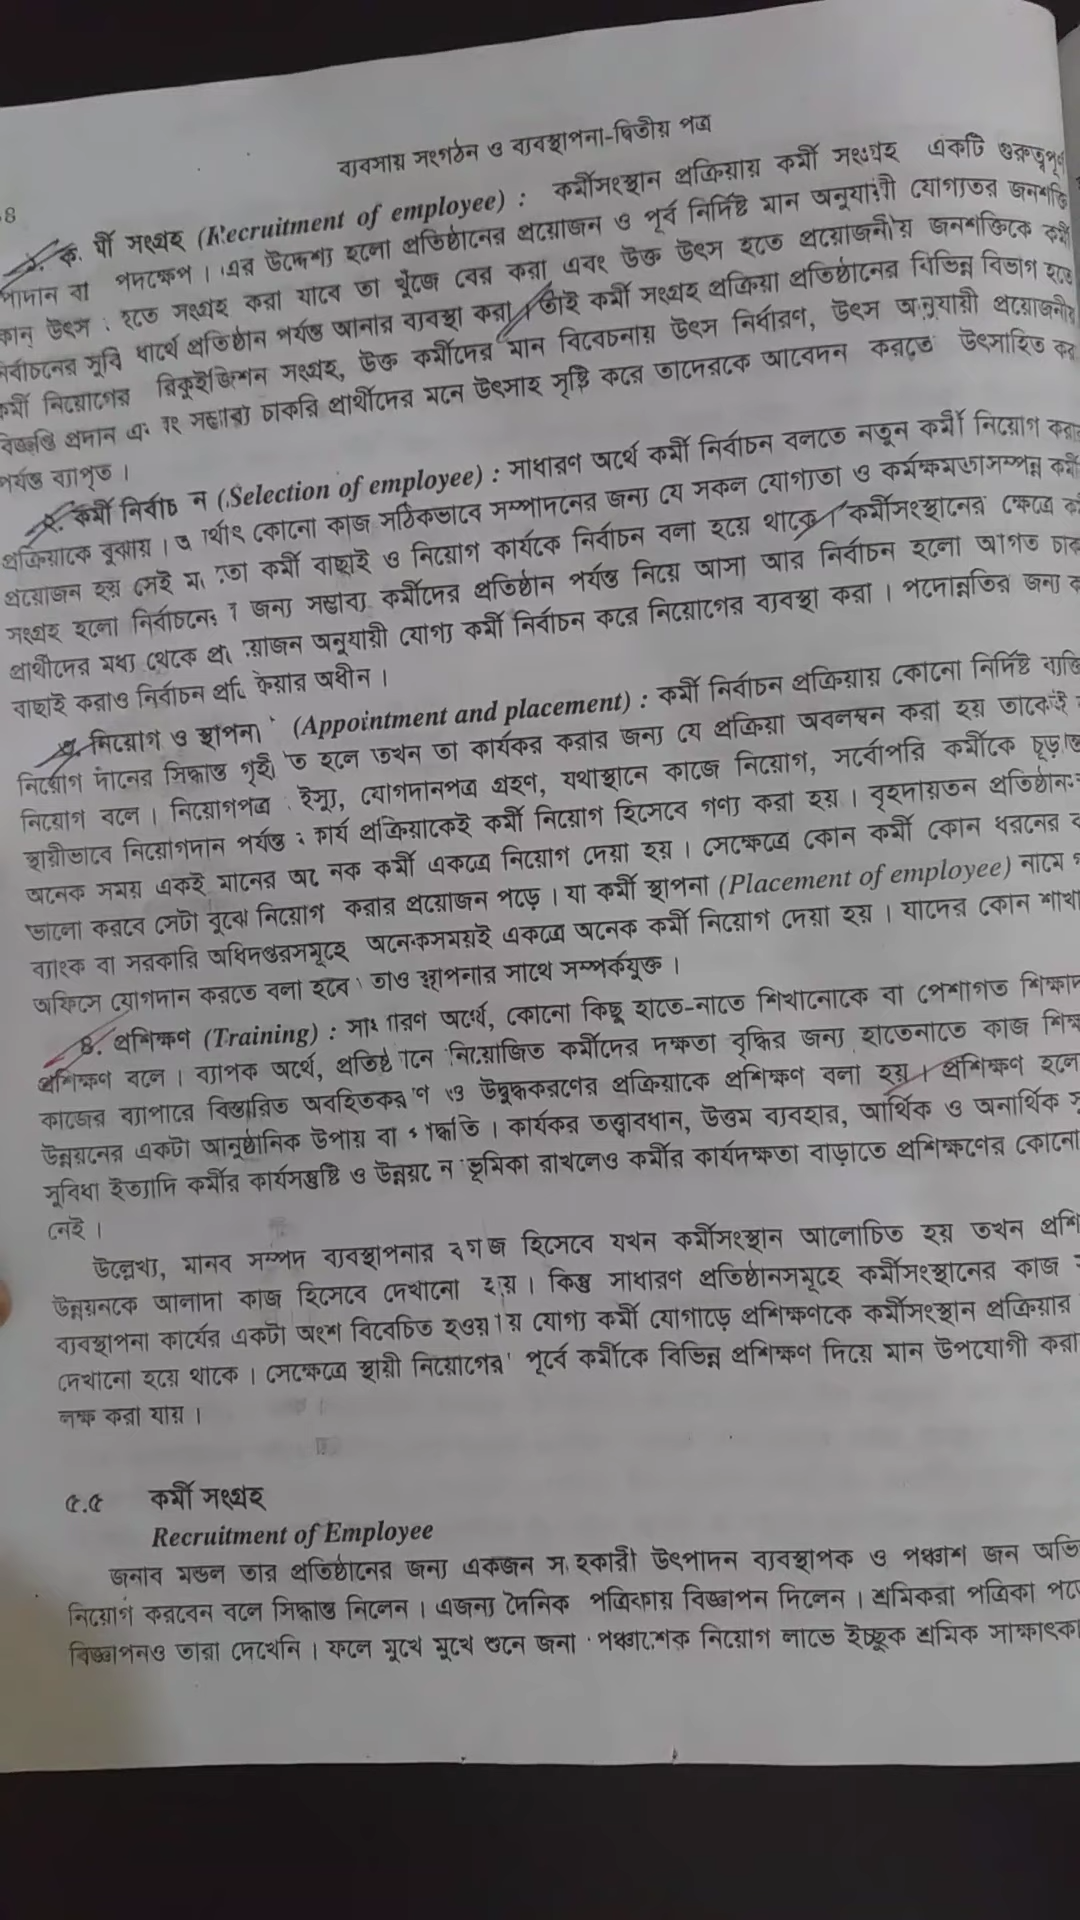 ব্যবসায় সংগঠন ও ব্যবস্থাপনা-দ্বিতীয় পত্র
8
১. কর্মী সংগ্রহ (Recruitment of employee) : কর্মীসংস্থান প্রক্রিয়ায় কর্মী সংগ্রহ একটি গুরুত্বপূর্ণ
বা পদক্ষেপ । এর উদ্দেশ্য হলো প্রতিষ্ঠানের প্রয়োজন ও পূর্ব নির্দিষ্ট মান অনুযায়ী যোগ্যতর জনশক্তি
উৎস হতে সংগ্রহ করা যাবে তা খুঁজে বের করা এবং উক্ত উৎস হতে প্রয়োজনীয় জনশক্তিকে কর্মী
সুবিধার্থে প্রতিষ্ঠান পর্যন্ত আনার ব্যবস্থা করা । তাই কর্মী সংগ্রহ প্রক্রিয়া প্রতিষ্ঠানের বিভিন্ন বিভাগ হতে
নিয়োগের রিকুইজিশন সংগ্রহ, উক্ত কর্মীদের মান বিবেচনায় উৎস নির্ধারণ, উৎস অনুযায়ী প্রয়োজনীয়
বিজ্ঞপ্তি প্রদান এবং সম্ভাব্য চাকরি প্রার্থীদের মনে উৎসাহ সৃষ্টি করে তাদেরকে আবেদন করতে উৎসাহিত
পর্যন্ত ব্যাপৃত ।
২. কর্মী নির্বাচন (Selection of employee) : সাধারণ অর্থে কর্মী নির্বাচন বলতে নতুন কর্মী নিয়োগ
প্রক্রিয়াকে বুঝায় । অর্থাৎ কোনো কাজ সঠিকভাবে সম্পাদনের জন্য যে সকল যোগ্যতা ও কর্মক্ষমতাসম্পন্ন কর্মী
প্রয়োজন হয় সেই মতো কর্মী বাছাই ও নিয়োগ কার্যকে নির্বাচন বলা হয়ে থাকে । কর্মীসংস্থানের ক্ষেত্রে
সংগ্রহ হলো নির্বাচনের জন্য সম্ভাব্য কর্মীদের প্রতিষ্ঠান পর্যন্ত নিয়ে আসা আর নির্বাচন হলো আগত
প্রার্থীদের মধ্য থেকে প্রয়োজন অনুযায়ী যোগ্য কর্মী নির্বাচন করে নিয়োগের ব্যবস্থা করা । পদোন্নতির জন্য
বাছাই করাও নির্বাচন প্রক্রিয়ার অধীন ।
৩. নিয়োগ ও স্থাপনা (Appointment and placement) : কর্মী নির্বাচন প্রক্রিয়ায় কোনো নির্দিষ্ট
নিয়োগ দানের সিদ্ধান্ত গৃহীত হলে তখন তা কার্যকর করার জন্য যে প্রক্রিয়া অবলম্বন করা হয় তাকেই
নিয়োগ বলে । নিয়োগপত্র ইস্যু, যোগদানপত্র গ্রহণ, যথাস্থানে কাজে নিয়োগ, সর্বোপরি কর্মীকে
স্থায়ীভাবে নিয়োগদান পর্যন্ত কার্য প্রক্রিয়াকেই কর্মী নিয়োগ হিসেবে গণ্য করা হয় । বৃহদায়তন
অনেক সময় একই মানের অনেক কর্মী একত্রে নিয়োগ দেয়া হয় । সেক্ষেত্রে কোন কর্মী কোন ধরনের
ভালো করবে সেটা বুঝে নিয়োগ করার প্রয়োজন পড়ে । যা কর্মী স্থাপনা (Placement of employee) নামে
ব্যাংক বা সরকারি অধিদপ্তরসমূহে অনেকসময়ই একত্রে অনেক কর্মী নিয়োগ দেয়া হয় । যাদের কোন শাখা
অফিসে যোগদান করতে বলা হবে তাও স্থাপনার সাথে সম্পর্কযুক্ত ।
৪. প্রশিক্ষণ (Training) : সাধারণ অর্থে, কোনো কিছু হাতে-নাতে শিখানোকে বা পেশাগত
প্রশিক্ষণ বলে । ব্যাপক অর্থে, প্রতিষ্ঠানে নিয়োজিত কর্মীদের দক্ষতা বৃদ্ধির জন্য হাতেনাতে কাজ
কাজের ব্যাপারে বিস্তারিত অবহিতকরণ ও উদ্বুদ্ধকরণের প্রক্রিয়াকে প্রশিক্ষণ বলা হয় । প্রশিক্ষণ হলো
উন্নয়নের একটা আনুষ্ঠানিক উপায় বা পদ্ধতি । কার্যকর তত্ত্বাবধান, উত্তম ব্যবহার, আর্থিক ও অনার্থিক
সুবিধা ইত্যাদি কর্মীর কার্যসন্তুষ্টি ও উন্নয়নে ভূমিকা রাখলেও কর্মীর কার্যদক্ষতা বাড়াতে প্রশিক্ষণের কোনো
নেই ।
উল্লেখ্য, মানব সম্পদ ব্যবস্থাপনার কাজ হিসেবে যখন কর্মীসংস্থান আলোচিত হয় তখন
উন্নয়নকে আলাদা কাজ হিসেবে দেখানো হয় । কিন্তু সাধারণ প্রতিষ্ঠানসমূহে কর্মীসংস্থানের কাজ
ব্যবস্থাপনা কার্যের একটা অংশ বিবেচিত হওয়ায় যোগ্য কর্মী যোগাড়ে প্রশিক্ষণকে কর্মীসংস্থান প্রক্রিয়ার
দেখানো হয়ে থাকে । সেক্ষেত্রে স্থায়ী নিয়োগের পূর্বে কর্মীকে বিভিন্ন প্রশিক্ষণ দিয়ে মান উপযোগী করা
লক্ষ করা যায় ।
৫.৫ কর্মী সংগ্রহ
Recruitment of Employee
জনাব মন্ডল তার প্রতিষ্ঠানের জন্য একজন সহকারী উৎপাদন ব্যবস্থাপক ও পঞ্চাশ জন
নিয়োগ করবেন বলে সিদ্ধান্ত নিলেন । এজন্য দৈনিক পত্রিকায় বিজ্ঞাপন দিলেন । শ্রমিকরা পত্রিকা
বিজ্ঞাপনও তারা দেখেনি । ফলে মুখে মুখে শুনে জনা পঞ্চাশেক নিয়োগ লাভে ইচ্ছুক শ্রমিক